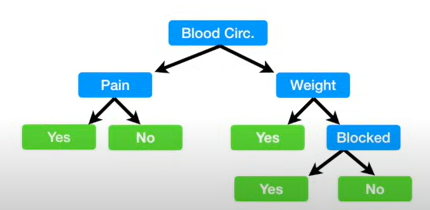 Blood Circ.
Pain
Weight
Yes
No
Yes
Blocked
Yes
No